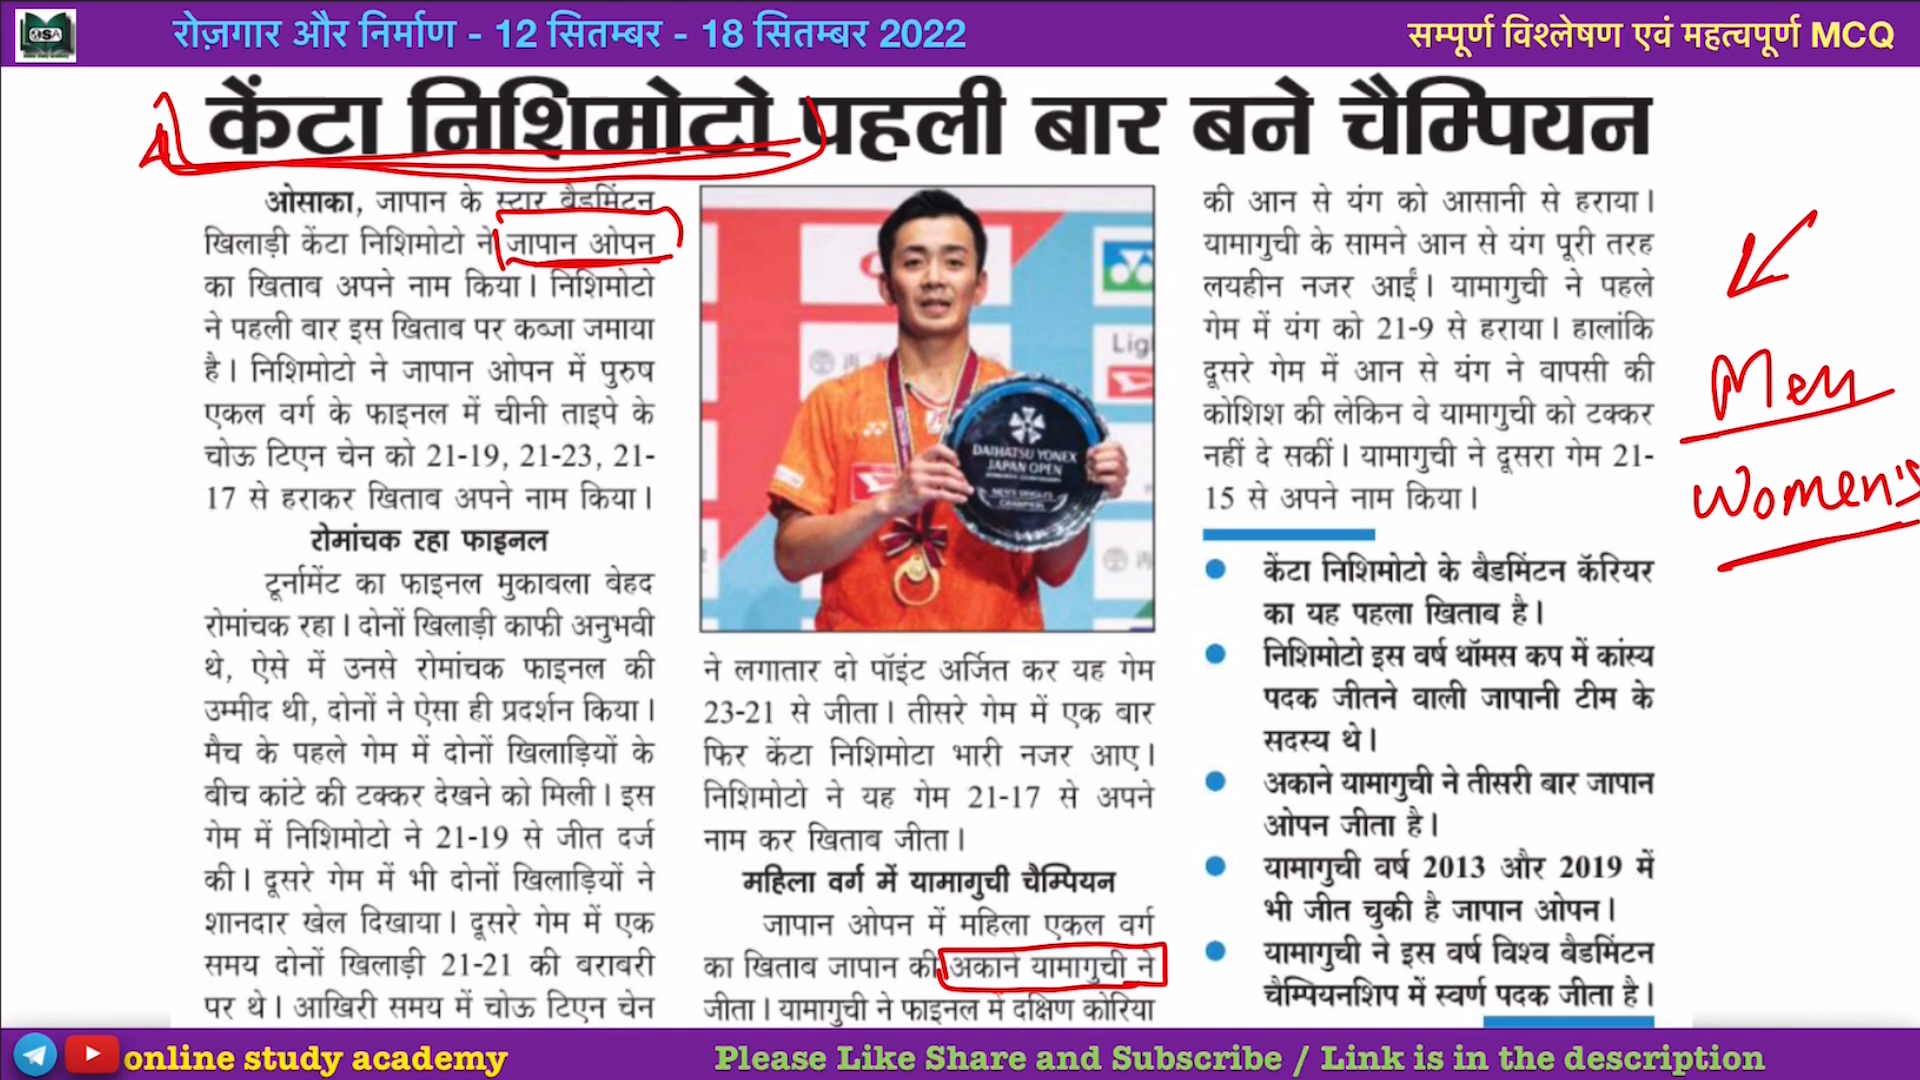 OSA
रोज़गार और निर्माण - 12 सितम्बर - 18 सितम्बर 2022
सम्पूर्ण विश्लेषण एवं महत्वपूर्ण MCQ
केंटा निशिमोटो पहली बार बने चैम्पियन
ओसाका, जापान के स्टार बैडमिंटन
खिलाड़ी केंटा निशिमोटो ने जापान ओपन
का खिताब अपने नाम किया। निशिमोटो
ने पहली बार इस खिताब पर कब्जा जमाया
है। निशिमोटो ने जापान ओपन में पुरुष
एकल वर्ग के फाइनल में चीनी ताइपे के
चोऊ टिएन चेन को 21-19, 21-23, 21-
17 से हराकर खिताब अपने नाम किया।
रोमांचक रहा फाइनल
टूर्नामेंट का फाइनल मुकाबला बेहद
रोमांचक रहा। दोनों खिलाड़ी काफी अनुभवी
थे, ऐसे में उनसे रोमांचक फाइनल की
उम्मीद थी, दोनों ने ऐसा ही प्रदर्शन किया।
मैच के पहले गेम में दोनों खिलाड़ियों के
बीच कांटे की टक्कर देखने को मिली। इस
गेम में निशिमोटो ने 21-19 से जीत दर्ज
की। दूसरे गेम में भी दोनों खिलाड़ियों ने
शानदार खेल दिखाया। दूसरे गेम में एक
समय दोनों खिलाड़ी 21-21 की बराबरी
पर थे। आखिरी समय में चोऊ टिएन चेन
Ligh
DAIHATSU YONEX
JAPAN OPEN
MEN'S SINGLES
CHAMPION
ने लगातार दो पॉइंट अर्जित कर यह गेम
23-21 से जीता। तीसरे गेम में एक बार
फिर केंटा निशिमोटा भारी नजर आए।
निशिमोटो ने यह गेम 21-17 से अपने
नाम कर खिताब जीता।
महिला वर्ग में यामागुची चैम्पियन
जापान ओपन में महिला एकल वर्ग
का खिताब जापान की अकाने यामागुची ने
जीता। यामागुची ने फाइनल में दक्षिण कोरिया
की आन से यंग को आसानी से हराया।
यामागुची के सामने आन से यंग पूरी तरह
लयहीन नजर आईं। यामागुची ने पहले
गेम में यंग को 21-9 से हराया। हालांकि
दूसरे गेम में आन से यंग ने वापसी की
कोशिश की लेकिन वे यामागुची को टक्कर
नहीं दे सकीं। यामागुची ने दूसरा गेम 21-
15 से अपने नाम किया।
केंटा निशिमोटो के बैडमिंटन कॅरियर
का यह पहला खिताब है।
निशिमोटो इस वर्ष थॉमस कप में कांस्य
पदक जीतने वाली जापानी टीम के
सदस्य थे।
अकाने यामागुची ने तीसरी बार जापान
ओपन जीता है।
यामागुची वर्ष 2013 और 2019 में
भी जीत चुकी है जापान ओपन।
यामागुची ने इस वर्ष विश्व बैडमिंटन
चैम्पियनशिप में स्वर्ण पदक जीता है।
Men
Women's
online study academy
Please Like Share and Subscribe / Link is in the description